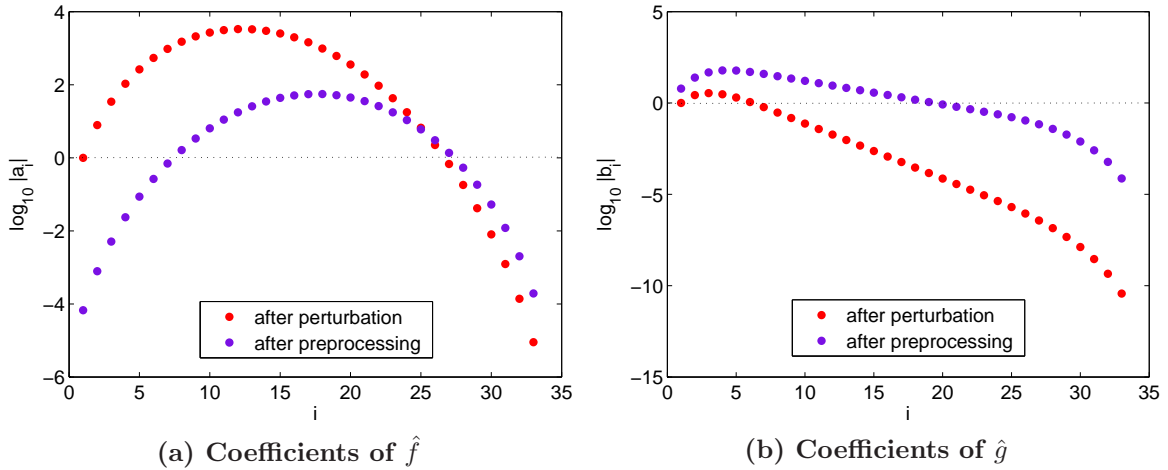 4
2
0
−2
−4
−6
log₁₀ |aᵢ|
after perturbation
after preprocessing
0 5 10 15 20 25 30 35
i
(a) Coefficients of f̂
5
0
−5
−10
−15
log₁₀ |bᵢ|
after perturbation
after preprocessing
0 5 10 15 20 25 30 35
i
(b) Coefficients of ĝ